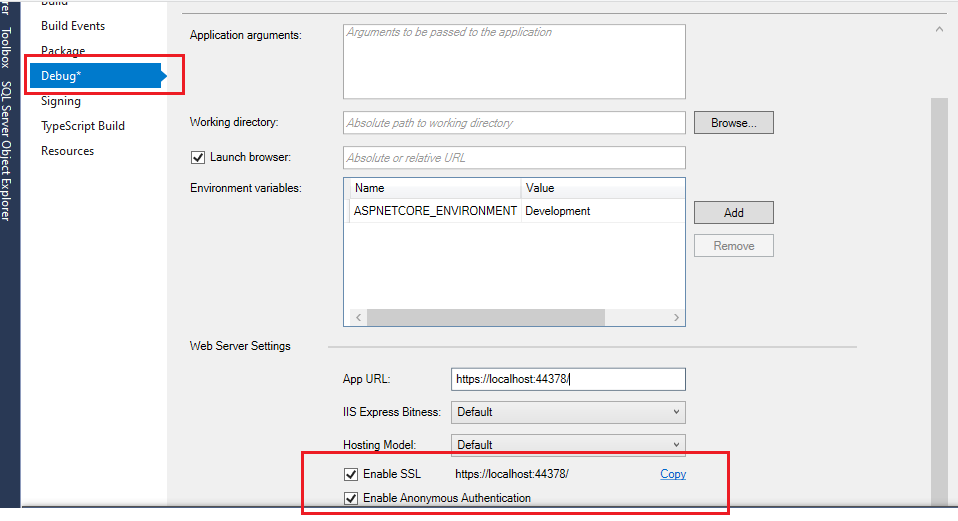 Build
Build Events
Package
Debug*
Signing
TypeScript Build
Resources
Toolbox
SQL Server Object Explorer
Application arguments:
Arguments to be passed to the application
Working directory:
Absolute path to working directory
Browse...
Launch browser:
Absolute or relative URL
Environment variables:
Name Value
ASPNETCORE_ENVIRONMENT Development
Add
Remove
Web Server Settings
App URL:
https://localhost:44378/
IIS Express Bitness:
Default
Hosting Model:
Default
Enable SSL
https://localhost:44378/
Copy
Enable Anonymous Authentication